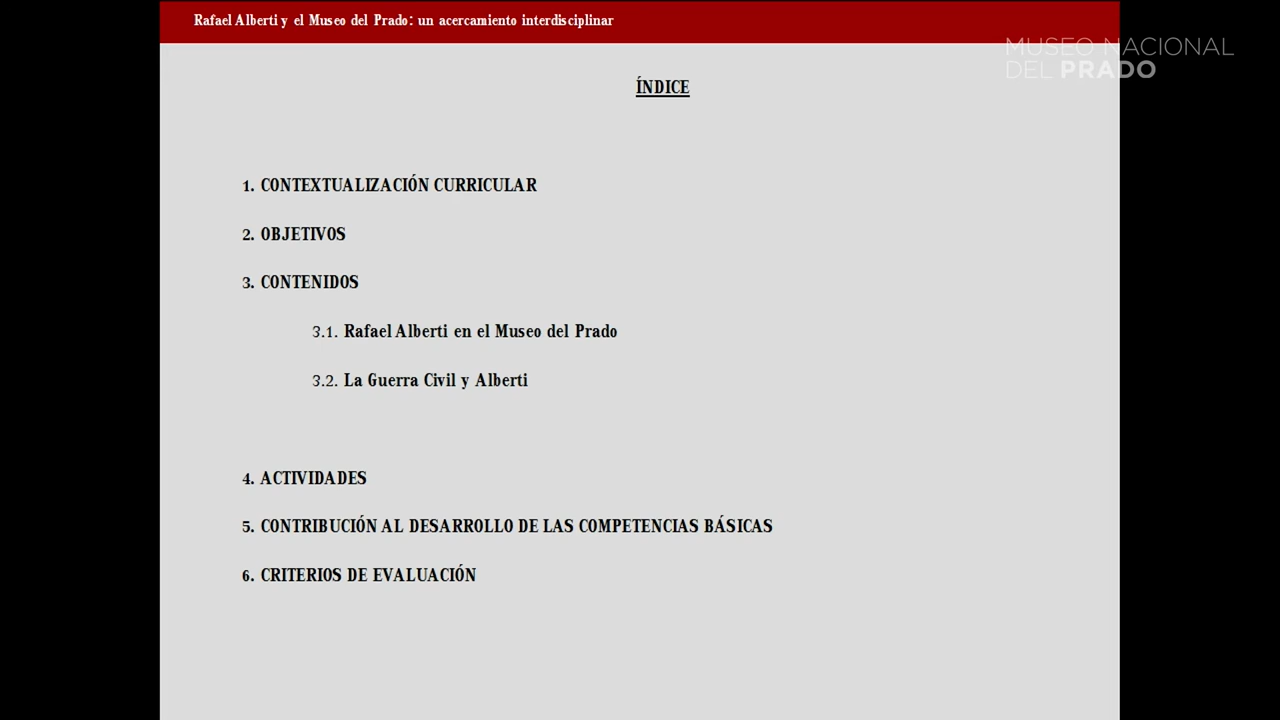 Rafael Alberti y el Museo del Prado: un acercamiento interdisciplinar
MUSEO NACIONAL
DEL PRADO
ÍNDICE
1. CONTEXTUALIZACIÓN CURRICULAR
2. OBJETIVOS
3. CONTENIDOS
3.1. Rafael Alberti en el Museo del Prado
3.2. La Guerra Civil y Alberti
4. ACTIVIDADES
5. CONTRIBUCIÓN AL DESARROLLO DE LAS COMPETENCIAS BÁSICAS
6. CRITERIOS DE EVALUACIÓN